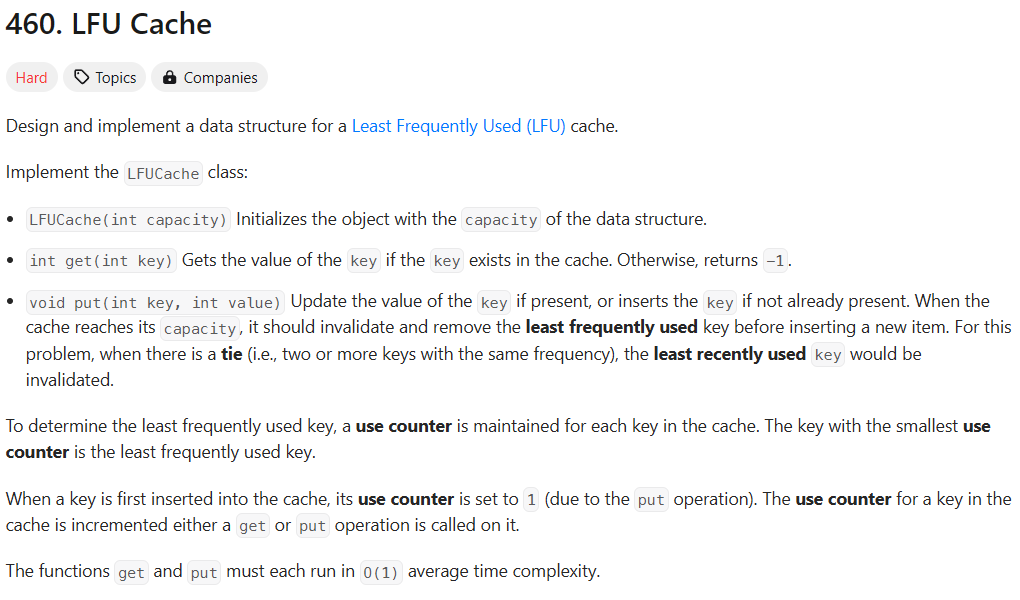 460. LFU Cache
Hard Topics Companies
Design and implement a data structure for a Least Frequently Used (LFU) cache.
Implement the LFUCache class:
• LFUCache(int capacity) Initializes the object with the capacity of the data structure.
• int get(int key) Gets the value of the key if the key exists in the cache. Otherwise, returns -1.
• void put(int key, int value) Update the value of the key if present, or inserts the key if not already present. When the
cache reaches its capacity, it should invalidate and remove the least frequently used key before inserting a new item. For this
problem, when there is a tie (i.e., two or more keys with the same frequency), the least recently used key would be
invalidated.
To determine the least frequently used key, a use counter is maintained for each key in the cache. The key with the smallest use
counter is the least frequently used key.
When a key is first inserted into the cache, its use counter is set to 1 (due to the put operation). The use counter for a key in the
cache is incremented either a get or put operation is called on it.
The functions get and put must each run in O(1) average time complexity.